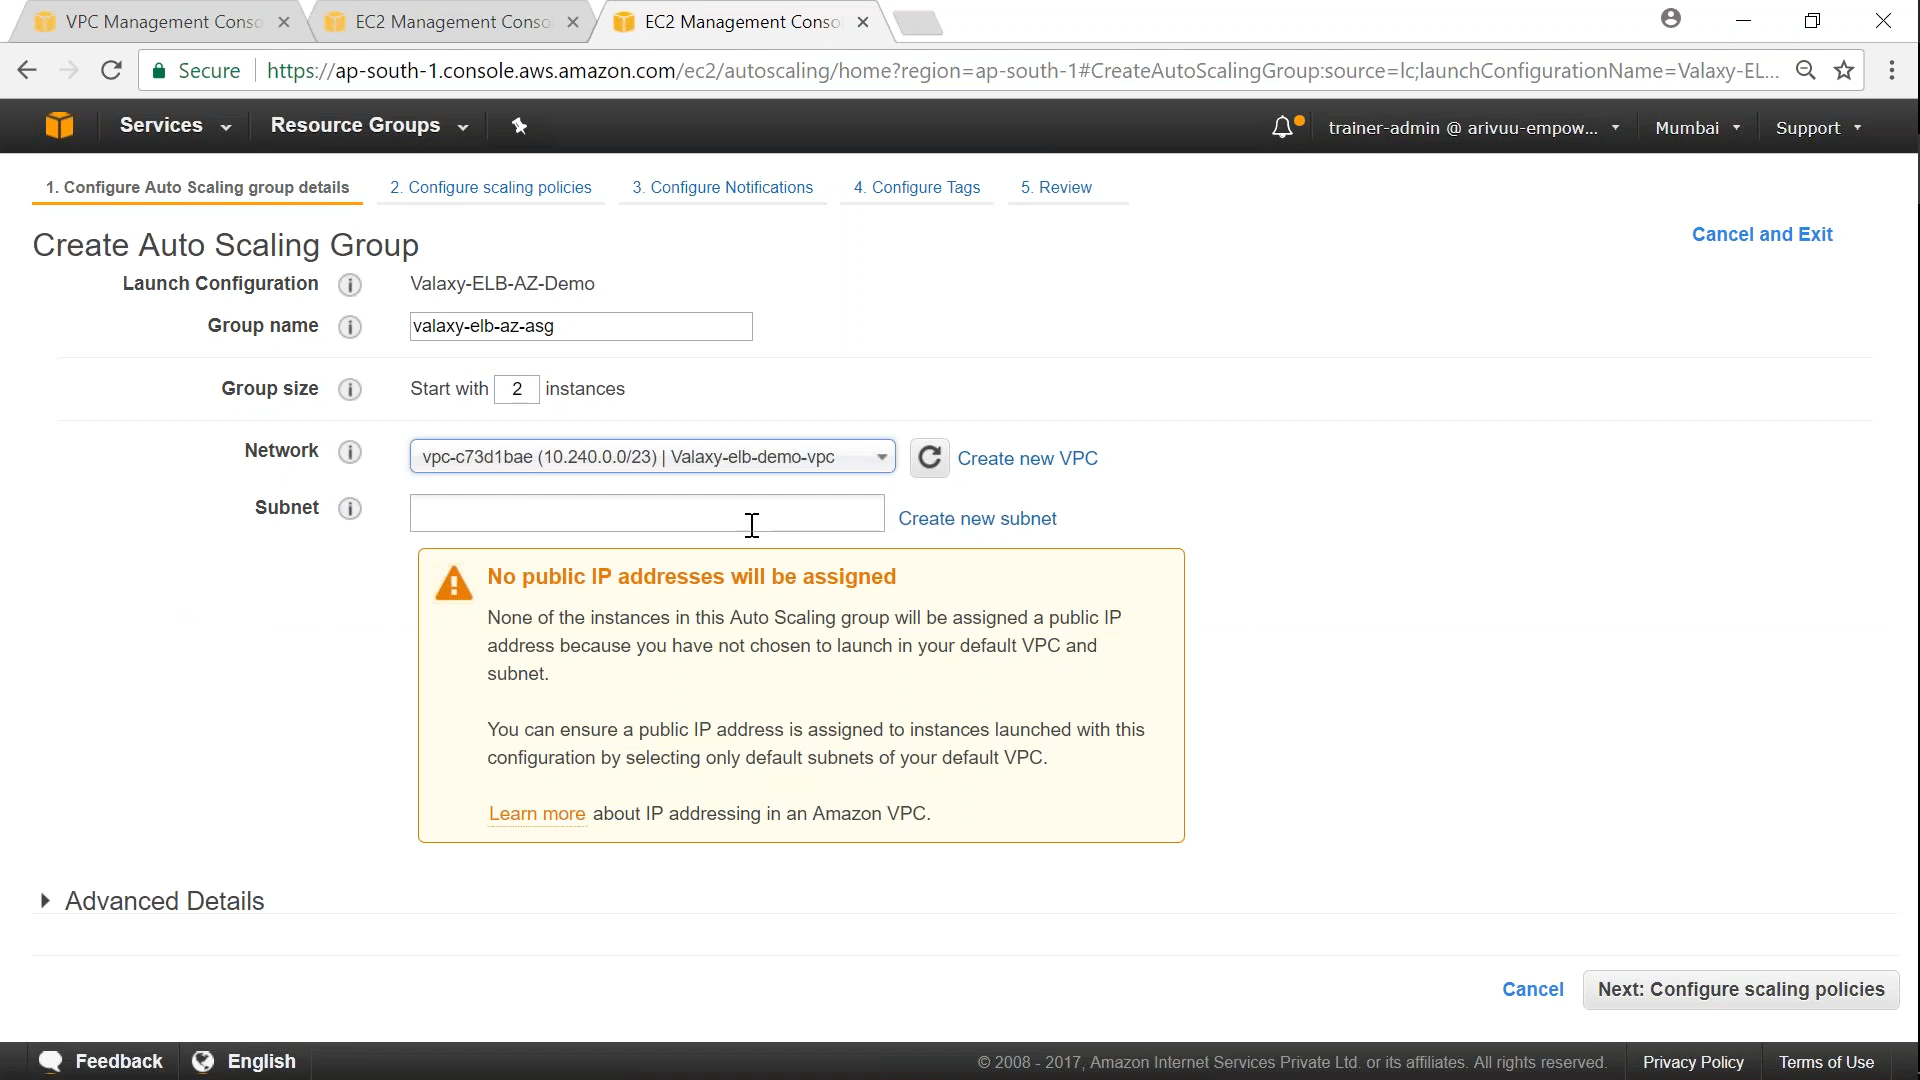 VPC Management Conso
EC2 Management Conso
EC2 Management Conso
Secure
https://ap-south-1.console.aws.amazon.com/ec2/autoscaling/home?region=ap-south-1#CreateAutoScalingGroup:source=lc;launchConfigurationName=Valaxy-EL...
Services
Resource Groups
trainer-admin @ arivuu-empow...
Mumbai
Support
1. Configure Auto Scaling group details
2. Configure scaling policies
3. Configure Notifications
4. Configure Tags
5. Review
Create Auto Scaling Group
Cancel and Exit
Launch Configuration
Valaxy-ELB-AZ-Demo
Group name
valaxy-elb-az-asg
Group size
Start with 2 instances
Network
vpc-c73d1bae (10.240.0.0/23) | Valaxy-elb-demo-vpc
Create new VPC
Subnet
Create new subnet
No public IP addresses will be assigned
None of the instances in this Auto Scaling group will be assigned a public IP
address because you have not chosen to launch in your default VPC and
subnet.
You can ensure a public IP address is assigned to instances launched with this
configuration by selecting only default subnets of your default VPC.
Learn more about IP addressing in an Amazon VPC.
Advanced Details
Cancel
Next: Configure scaling policies
Feedback
English
© 2008 - 2017, Amazon Internet Services Private Ltd. or its affiliates. All rights reserved.
Privacy Policy
Terms of Use